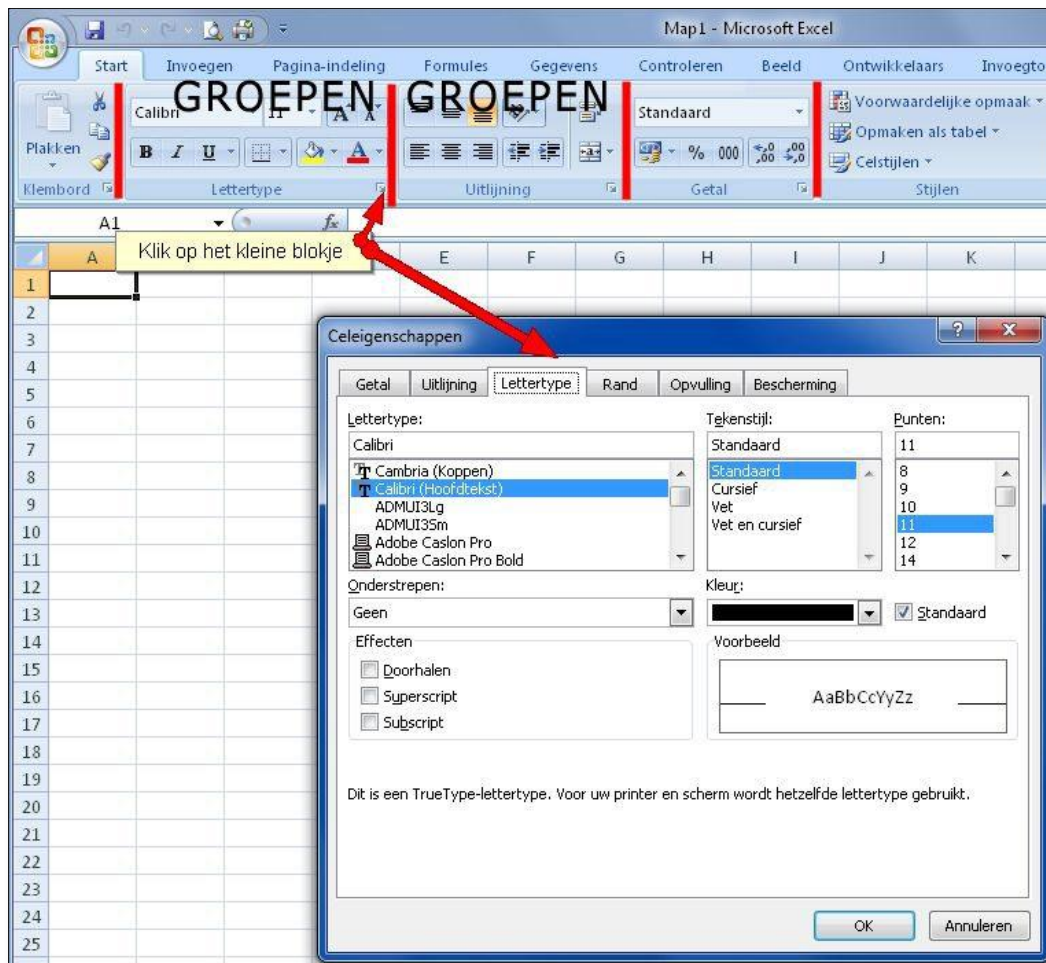 Map1 - Microsoft Excel
Start Invoegen Pagina-indeling Formules Gegevens Controleren Beeld Ontwikkelaars Invoegto
GROEPEN GROEPEN
Calibri 11 A A Standaard Voorwaardelijke opmaak
Opmaken als tabel
Plakken B I U A % 000 ,00 ,0 Celstijlen
Klembord Lettertype Uitlijning Getal Stijlen
A1 fx
Klik op het kleine blokje
A E F G H I J K
1
2
3
4
5
6
7
8
9
10
11
12
13
14
15
16
17
18
19
20
21
22
23
24
25
Celeigenschappen ? X
Getal Uitlijning Lettertype Rand Opvulling Bescherming
Lettertype: Tekenstijl: Punten:
Calibri Standaard 11
Cambria (Koppen) Standaard 8
Calibri (Hoofdtekst) Cursief 9
ADMUI3Lg Vet 10
ADMUI3Sm Vet en cursief 11
Adobe Caslon Pro 12
Adobe Caslon Pro Bold 14
Onderstrepen: Kleur:
Geen Standaard
Effecten Voorbeeld
Doorhalen
Superscript AaBbCcYyZz
Subscript
Dit is een TrueType-lettertype. Voor uw printer en scherm wordt hetzelfde lettertype gebruikt.
OK Annuleren